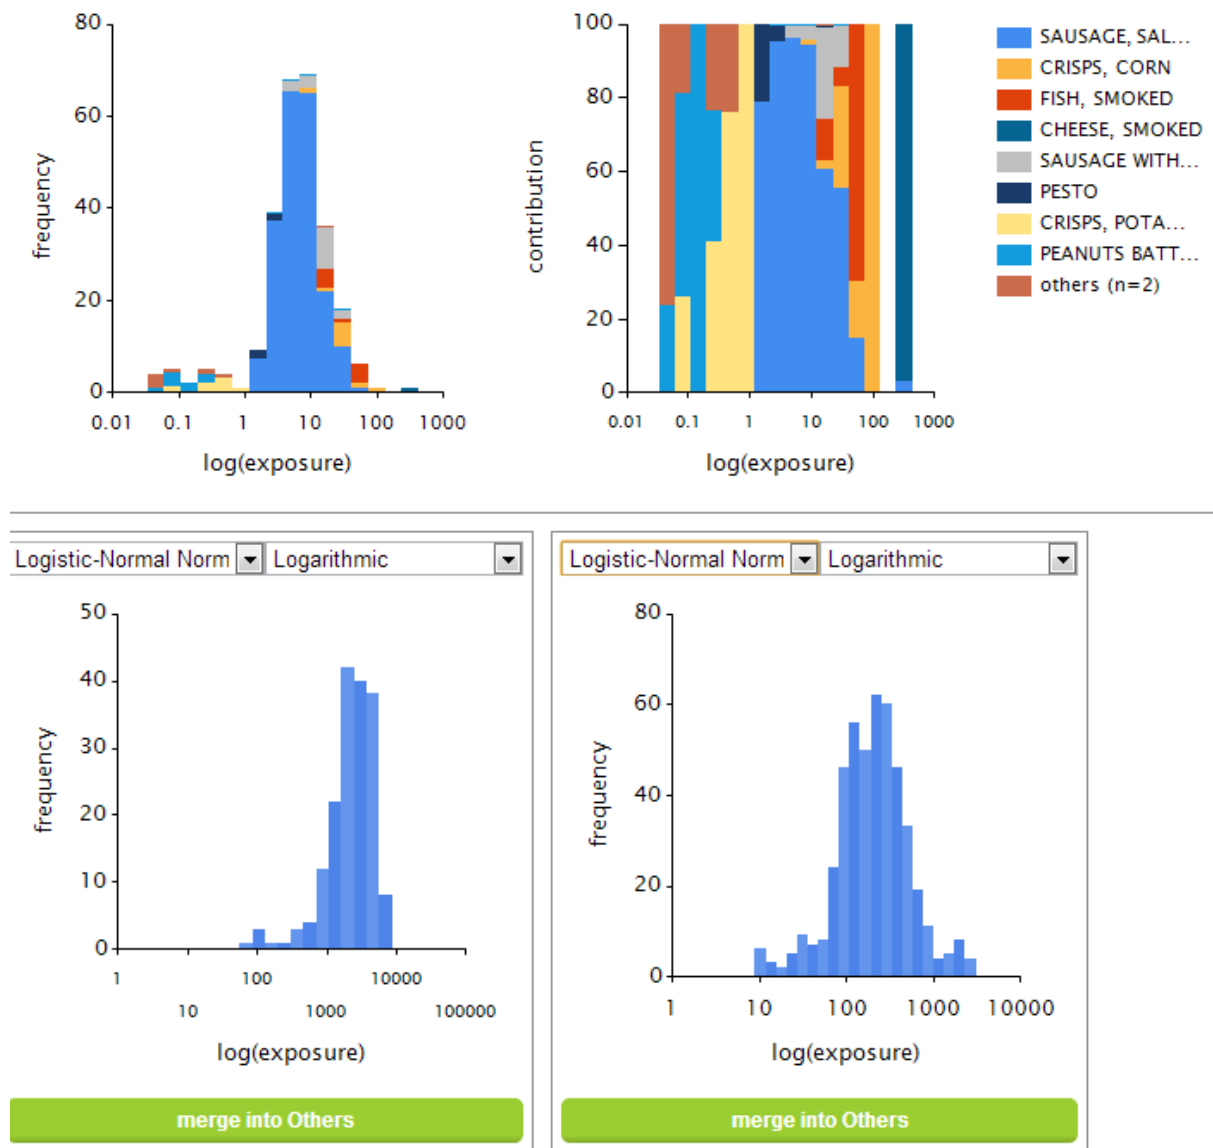 80
60
40
20
0
frequency
0.01 0.1 1 10 100 1000
log(exposure)
100
80
60
40
20
0
contribution
0.01 0.1 1 10 100 1000
log(exposure)
SAUSAGE, SAL...
CRISPS, CORN
FISH, SMOKED
CHEESE, SMOKED
SAUSAGE WITH...
PESTO
CRISPS, POTA...
PEANUTS BATT...
others (n=2)
Logistic-Normal Norm Logarithmic
50
40
30
20
10
0
frequency
1 100 10000
10 1000 100000
log(exposure)
merge into Others
Logistic-Normal Norm Logarithmic
80
60
40
20
0
frequency
1 10 100 1000 10000
log(exposure)
merge into Others